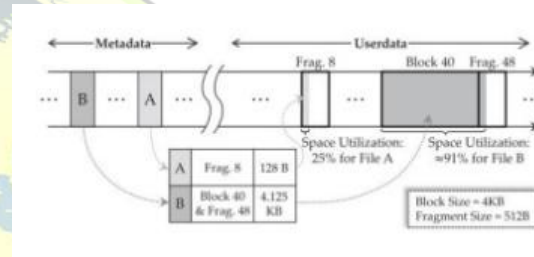 Metadata
Userdata
Frag. 8
Block 40
Frag. 48
... B ... A ... ... ... ...
Space Utilization:
25% for File A
Space Utilization:
≈91% for File B
A Frag. 8 128 B
B Block 40 & Frag. 48 4.125 KB
Block Size = 4KB
Fragment Size = 512B